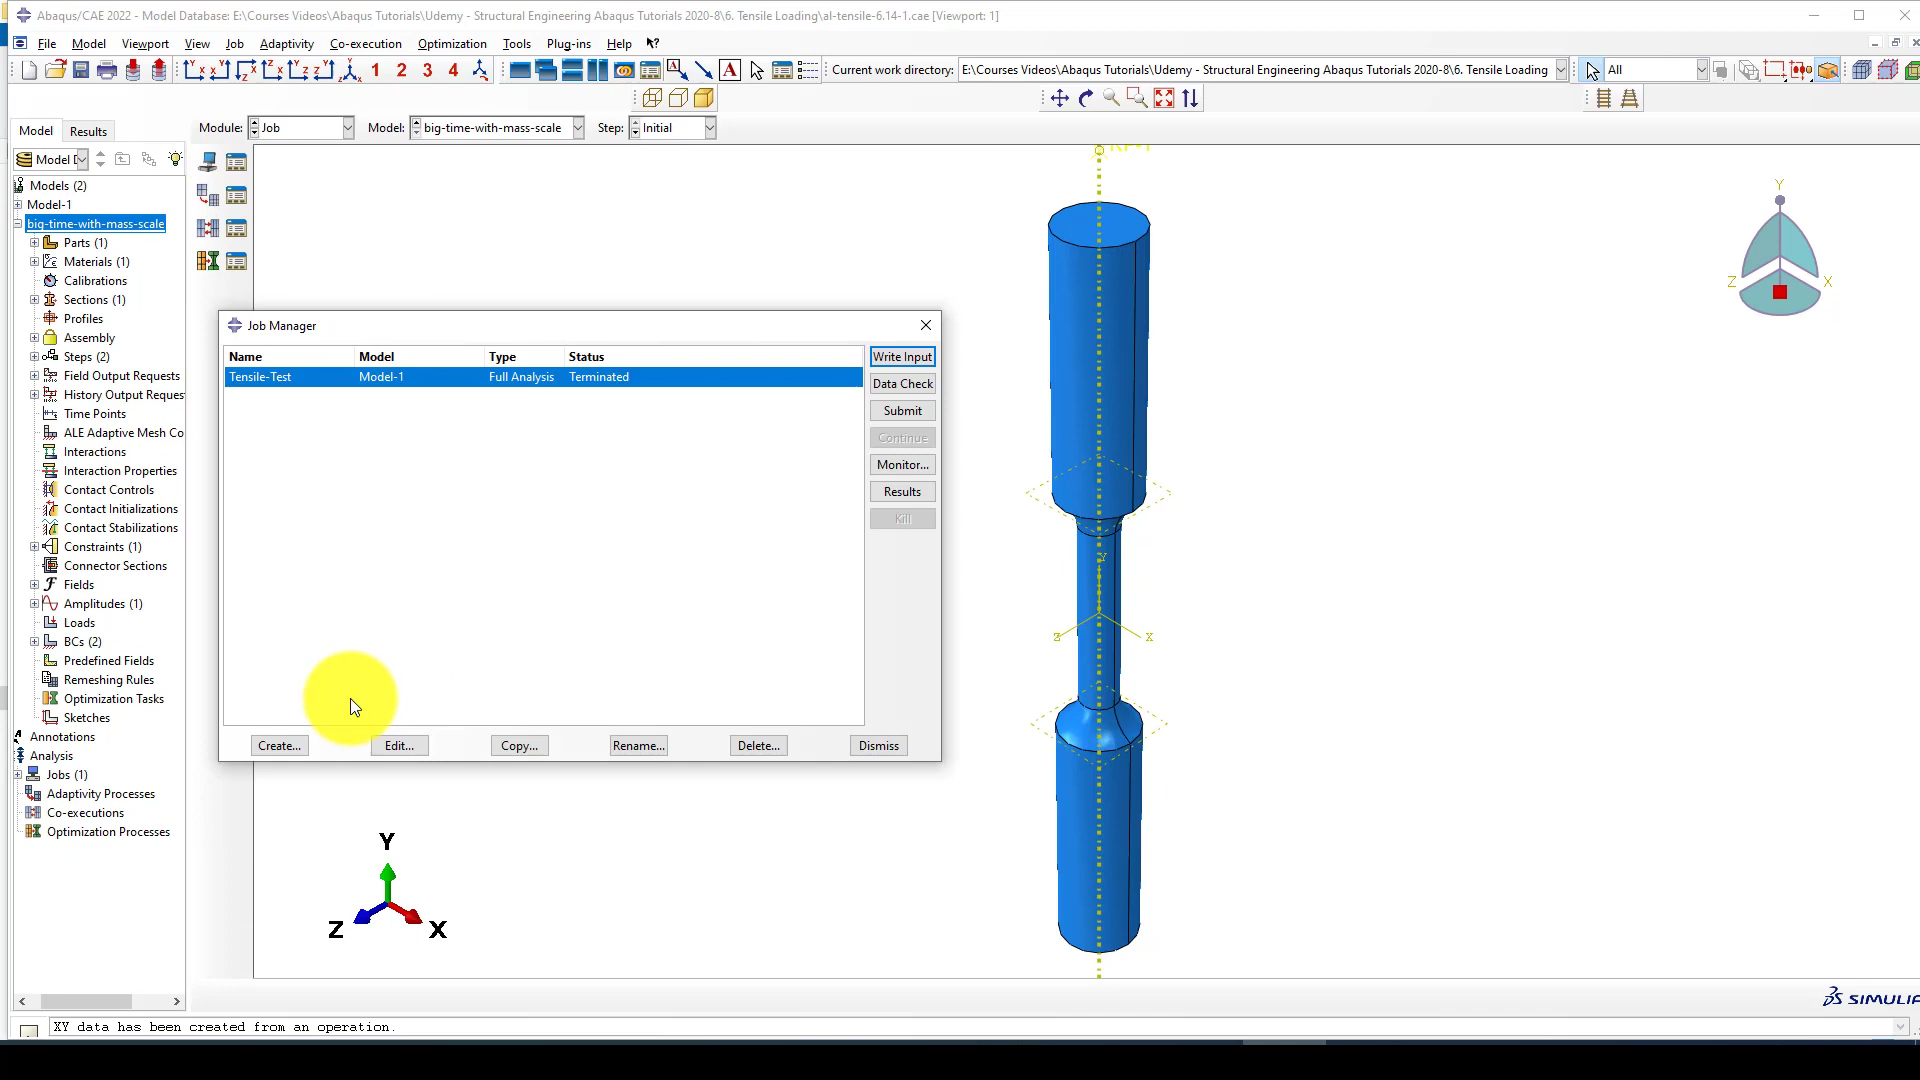 Abaqus/CAE 2022 - Model Database: E:\Courses Videos\Abaqus Tutorials\Udemy - Structural Engineering Abaqus Tutorials 2020-8\6. Tensile Loading\al-tensile-6.14-1.cae [Viewport: 1]
File Model Viewport View Job Adaptivity Co-execution Optimization Tools Plug-ins Help
1 2 3 4 A Current work directory: E:\Courses Videos\Abaqus Tutorials\Udemy - Structural Engineering Abaqus Tutorials 2020-8\6. Tensile Loading All
Model Results Module: Job Model: big-time-with-mass-scale Step: Initial
Models (2)
Model-1
big-time-with-mass-scale
Parts (1)
Materials (1)
Calibrations
Sections (1)
Profiles
Assembly
Steps (2)
Field Output Requests
History Output Reques
Time Points
ALE Adaptive Mesh Co
Interactions
Interaction Properties
Contact Controls
Contact Initializations
Contact Stabilizations
Constraints (1)
Connector Sections
Fields
Amplitudes (1)
Loads
BCs (2)
Predefined Fields
Remeshing Rules
Optimization Tasks
Sketches
Annotations
Analysis
Jobs (1)
Adaptivity Processes
Co-executions
Optimization Processes
Job Manager
Name Model Type Status
Tensile-Test Model-1 Full Analysis Terminated
Write Input
Data Check
Submit
Continue
Monitor...
Results
Kill
Create... Edit... Copy... Rename... Delete... Dismiss
Y
Z X
Y
Z X
Y
Z X
XY data has been created from an operation.